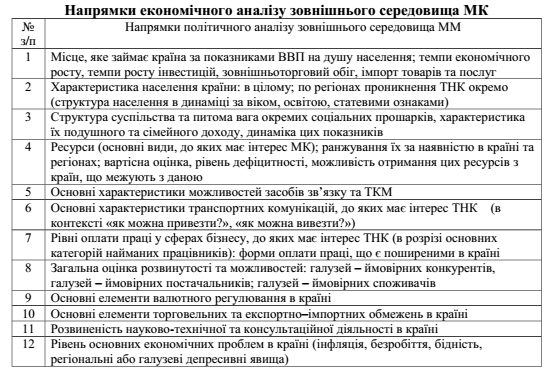 Напрямки економічного аналізу зовнішнього середовища МК
№ з/п Напрямки політичного аналізу зовнішнього середовища ММ
1 Місце, яке займає країна за показниками ВВП на душу населення; темпи економічного
росту, темпи росту інвестицій, зовнішньоторговий обіг, імпорт товарів та послуг
2 Характеристика населення країни: в цілому; по регіонах проникнення ТНК окремо
(структура населення в динаміці за віком, освітою, статевими ознаками)
3 Структура суспільства та питома вага окремих соціальних прошарків, характеристика
їх подушного та сімейного доходу, динаміка цих показників
4 Ресурси (основні види, до яких має інтерес МК); ранжування їх за наявністю в країні та
регіонах; вартісна оцінка, рівень дефіцитності, можливість отримання цих ресурсів з
країн, що межують з даною
5 Основні характеристики можливостей засобів зв’язку та ТКМ
6 Основні характеристики транспортних комунікацій, до яких має інтерес ТНК (в
контексті «як можна привезти?», «як можна вивезти?»)
7 Рівні оплати праці у сферах бізнесу, до яких має інтерес ТНК (в розрізі основних
категорій найманих працівників): форми оплати праці, що є поширеними в країні
8 Загальна оцінка розвинутості та можливостей: галузей – ймовірних конкурентів,
галузей – ймовірних постачальників; галузей – ймовірних споживачів
9 Основні елементи валютного регулювання в країні
10 Основні елементи торговельних та експортно-імпортних обмежень в країні
11 Розвиненість науково-технічної та консультаційної діяльності в країні
12 Рівень основних економічних проблем в країні (інфляція, безробіття, бідність,
регіональні або галузеві депресивні явища)